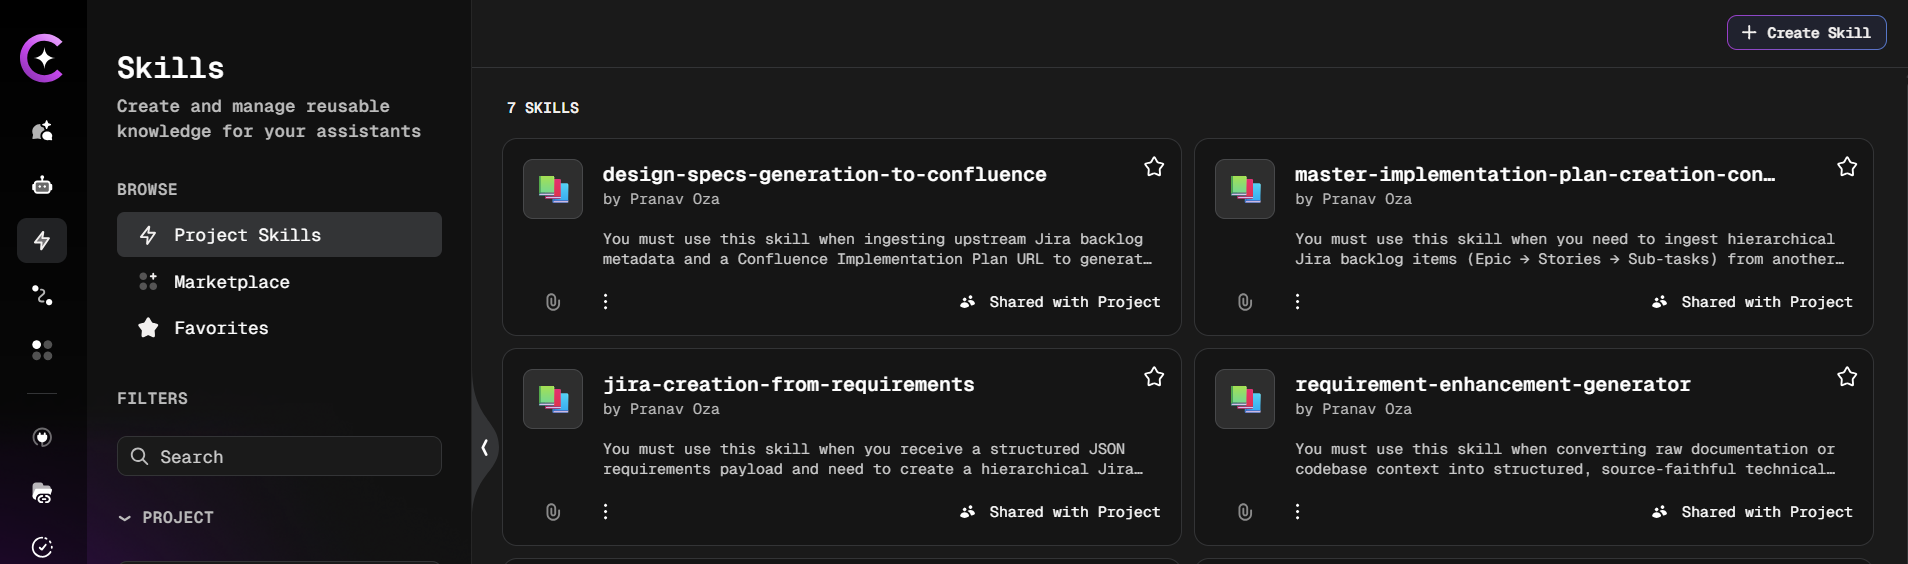 Skills
Create and manage reusable
knowledge for your assistants
BROWSE
Project Skills
Marketplace
Favorites
FILTERS
Search
PROJECT
+ Create Skill
7 SKILLS
design-specs-generation-to-confluence
by Pranav Oza
You must use this skill when ingesting upstream Jira backlog
metadata and a Confluence Implementation Plan URL to generat…
Shared with Project
master-implementation-plan-creation-con…
by Pranav Oza
You must use this skill when you need to ingest hierarchical
Jira backlog items (Epic → Stories → Sub-tasks) from another…
Shared with Project
jira-creation-from-requirements
by Pranav Oza
You must use this skill when you receive a structured JSON
requirements payload and need to create a hierarchical Jira…
Shared with Project
requirement-enhancement-generator
by Pranav Oza
You must use this skill when converting raw documentation or
codebase context into structured, source-faithful technical…
Shared with Project